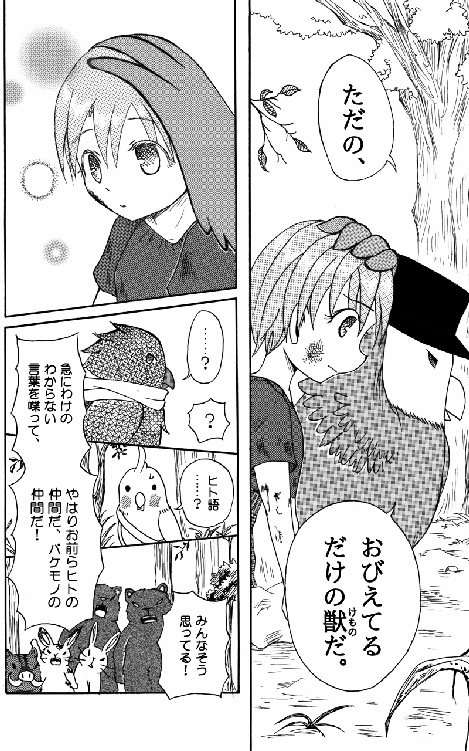 ただの、
おびえてる
だけの獣だ。
けもの
……？
？
ヒト語
……？
急にわけの
わからない
言葉を喋って、
やはりお前らヒトの
仲間だ、バケモノの
仲間だ！
みんなそう
思ってる！